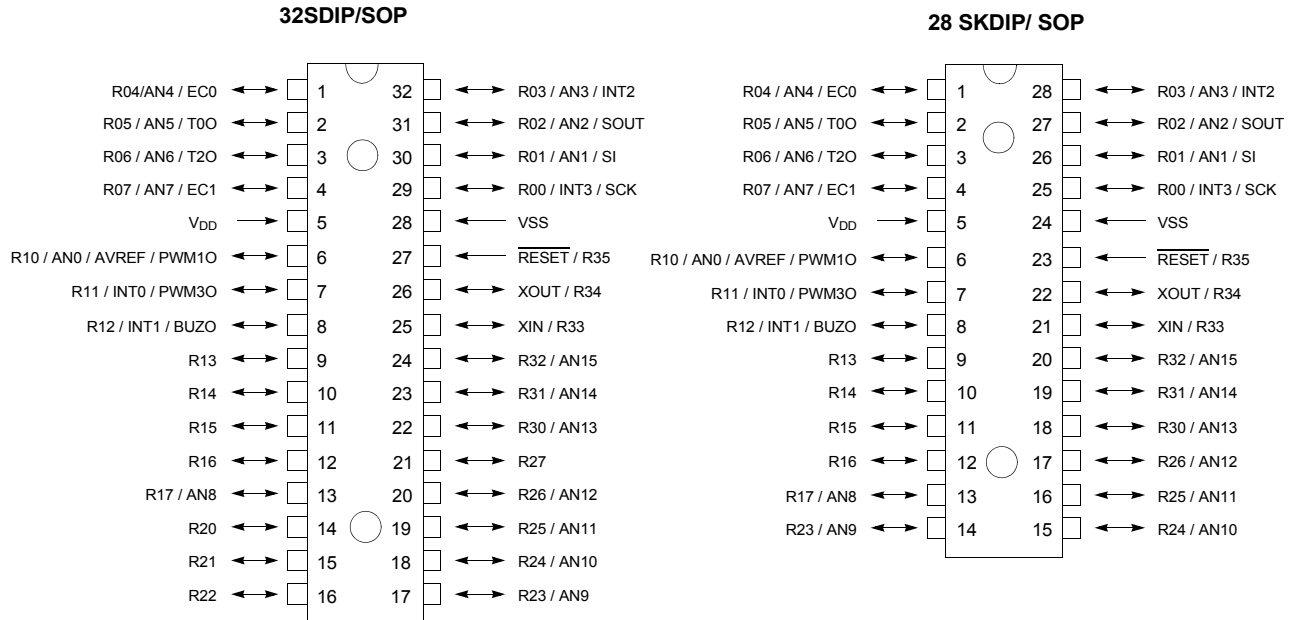 32SDIP/SOP
R04/AN4 / EC0 1 32 R03 / AN3 / INT2
R05 / AN5 / T0O 2 31 R02 / AN2 / SOUT
R06 / AN6 / T2O 3 30 R01 / AN1 / SI
R07 / AN7 / EC1 4 29 R00 / INT3 / SCK
VDD 5 28 VSS
R10 / AN0 / AVREF / PWM1O 6 27 RESET / R35
R11 / INT0 / PWM3O 7 26 XOUT / R34
R12 / INT1 / BUZO 8 25 XIN / R33
R13 9 24 R32 / AN15
R14 10 23 R31 / AN14
R15 11 22 R30 / AN13
R16 12 21 R27
R17 / AN8 13 20 R26 / AN12
R20 14 19 R25 / AN11
R21 15 18 R24 / AN10
R22 16 17 R23 / AN9
28 SKDIP/ SOP
R04 / AN4 / EC0 1 28 R03 / AN3 / INT2
R05 / AN5 / T0O 2 27 R02 / AN2 / SOUT
R06 / AN6 / T2O 3 26 R01 / AN1 / SI
R07 / AN7 / EC1 4 25 R00 / INT3 / SCK
VDD 5 24 VSS
R10 / AN0 / AVREF / PWM1O 6 23 RESET / R35
R11 / INT0 / PWM3O 7 22 XOUT / R34
R12 / INT1 / BUZO 8 21 XIN / R33
R13 9 20 R32 / AN15
R14 10 19 R31 / AN14
R15 11 18 R30 / AN13
R16 12 17 R26 / AN12
R17 / AN8 13 16 R25 / AN11
R23 / AN9 14 15 R24 / AN10